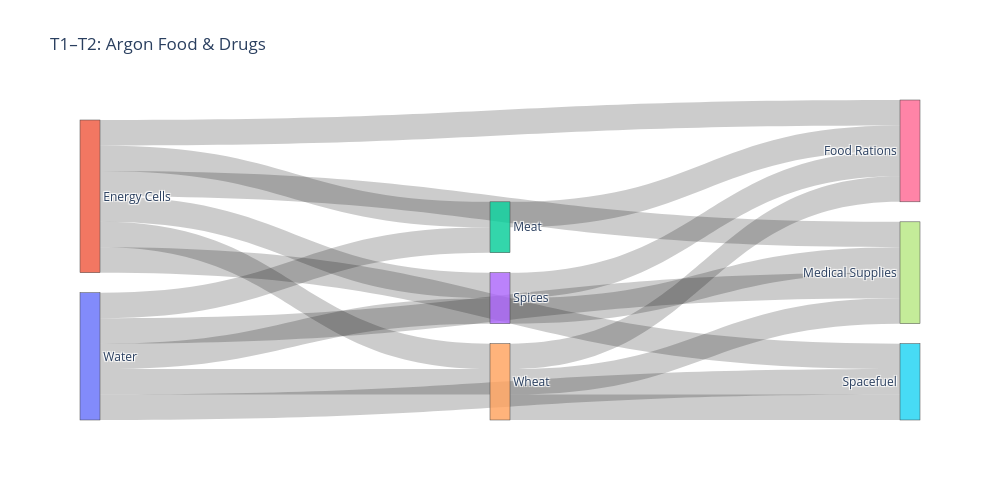 T1–T2: Argon Food & Drugs
Food Rations
Energy Cells
Meat
Medical Supplies
Spices
Water
Wheat
Spacefuel